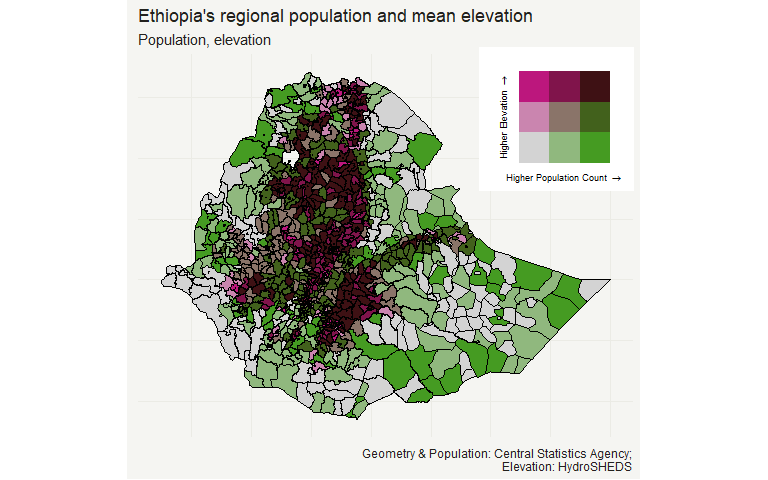 Ethiopia's regional population and mean elevation
Population, elevation
Higher Elevation →
Higher Population Count →
Geometry & Population: Central Statistics Agency;
Elevation: HydroSHEDS